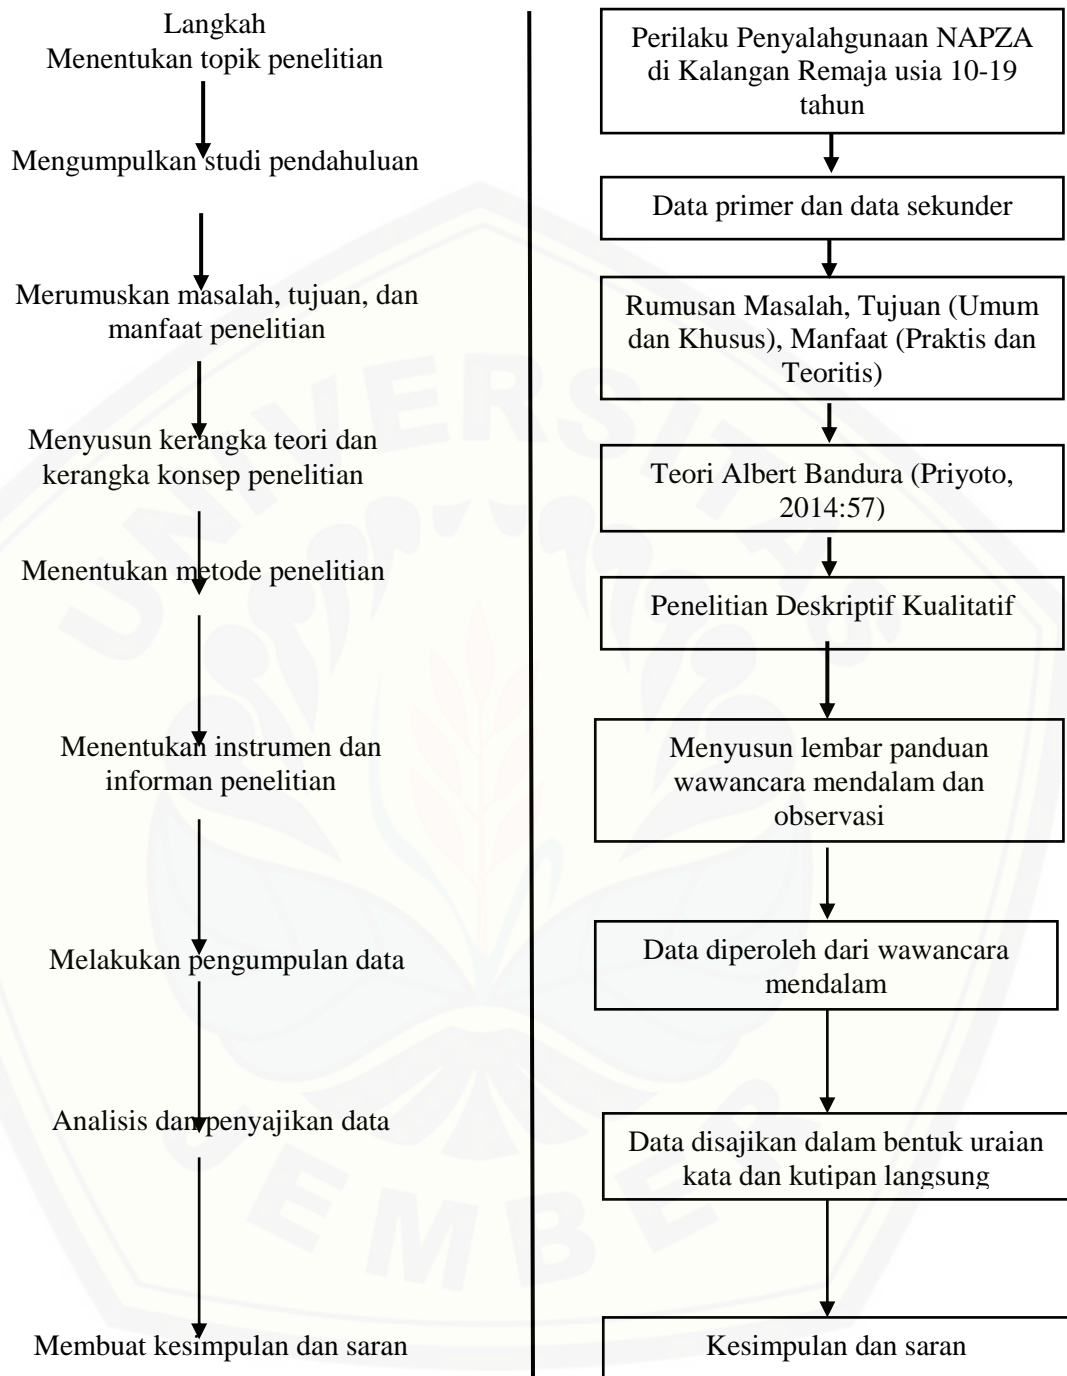 Langkah
Menentukan topik penelitian
Mengumpulkan studi pendahuluan
Merumuskan masalah, tujuan, dan
manfaat penelitian
Menyusun kerangka teori dan
kerangka konsep penelitian
Menentukan metode penelitian
Menentukan instrumen dan
informan penelitian
Melakukan pengumpulan data
Analisis dan penyajikan data
Membuat kesimpulan dan saran
Perilaku Penyalahgunaan NAPZA
di Kalangan Remaja usia 10-19
tahun
Data primer dan data sekunder
Rumusan Masalah, Tujuan (Umum
dan Khusus), Manfaat (Praktis dan
Teoritis)
Teori Albert Bandura (Priyoto,
2014:57)
Penelitian Deskriptif Kualitatif
Menyusun lembar panduan
wawancara mendalam dan
observasi
Data diperoleh dari wawancara
mendalam
Data disajikan dalam bentuk uraian
kata dan kutipan langsung
Kesimpulan dan saran
UNIVERSITAS
JEMBER